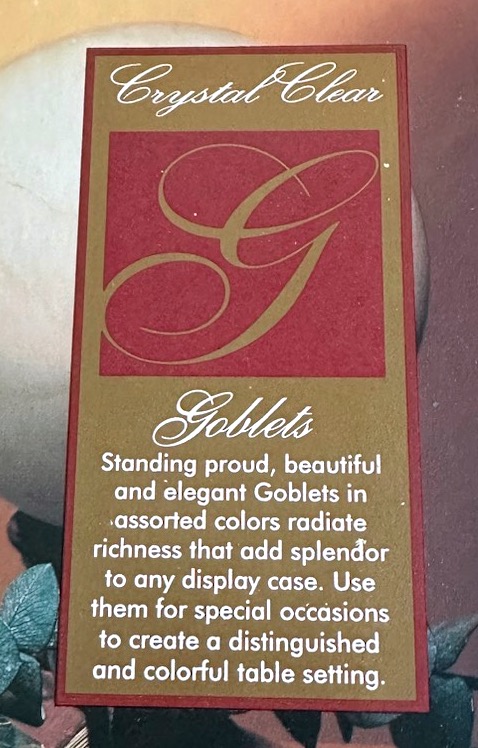 Crystal Clear
G
Goblets
Standing proud, beautiful
and elegant Goblets in
assorted colors radiate
richness that add splendor
to any display case. Use
them for special occasions
to create a distinguished
and colorful table setting.